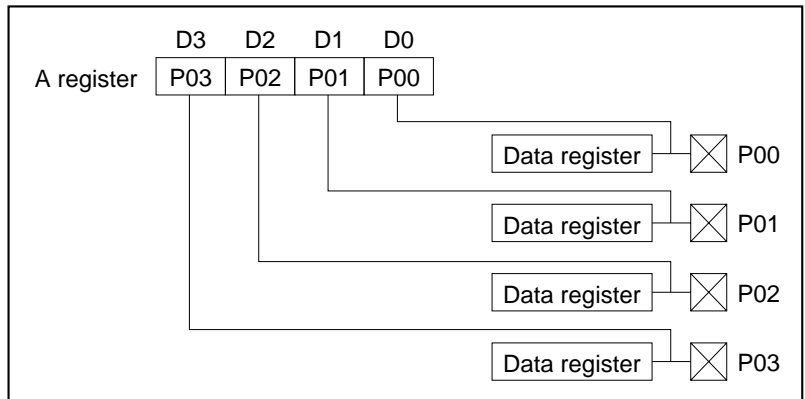 D3 D2 D1 D0
A register P03 P02 P01 P00
Data register P00
Data register P01
Data register P02
Data register P03